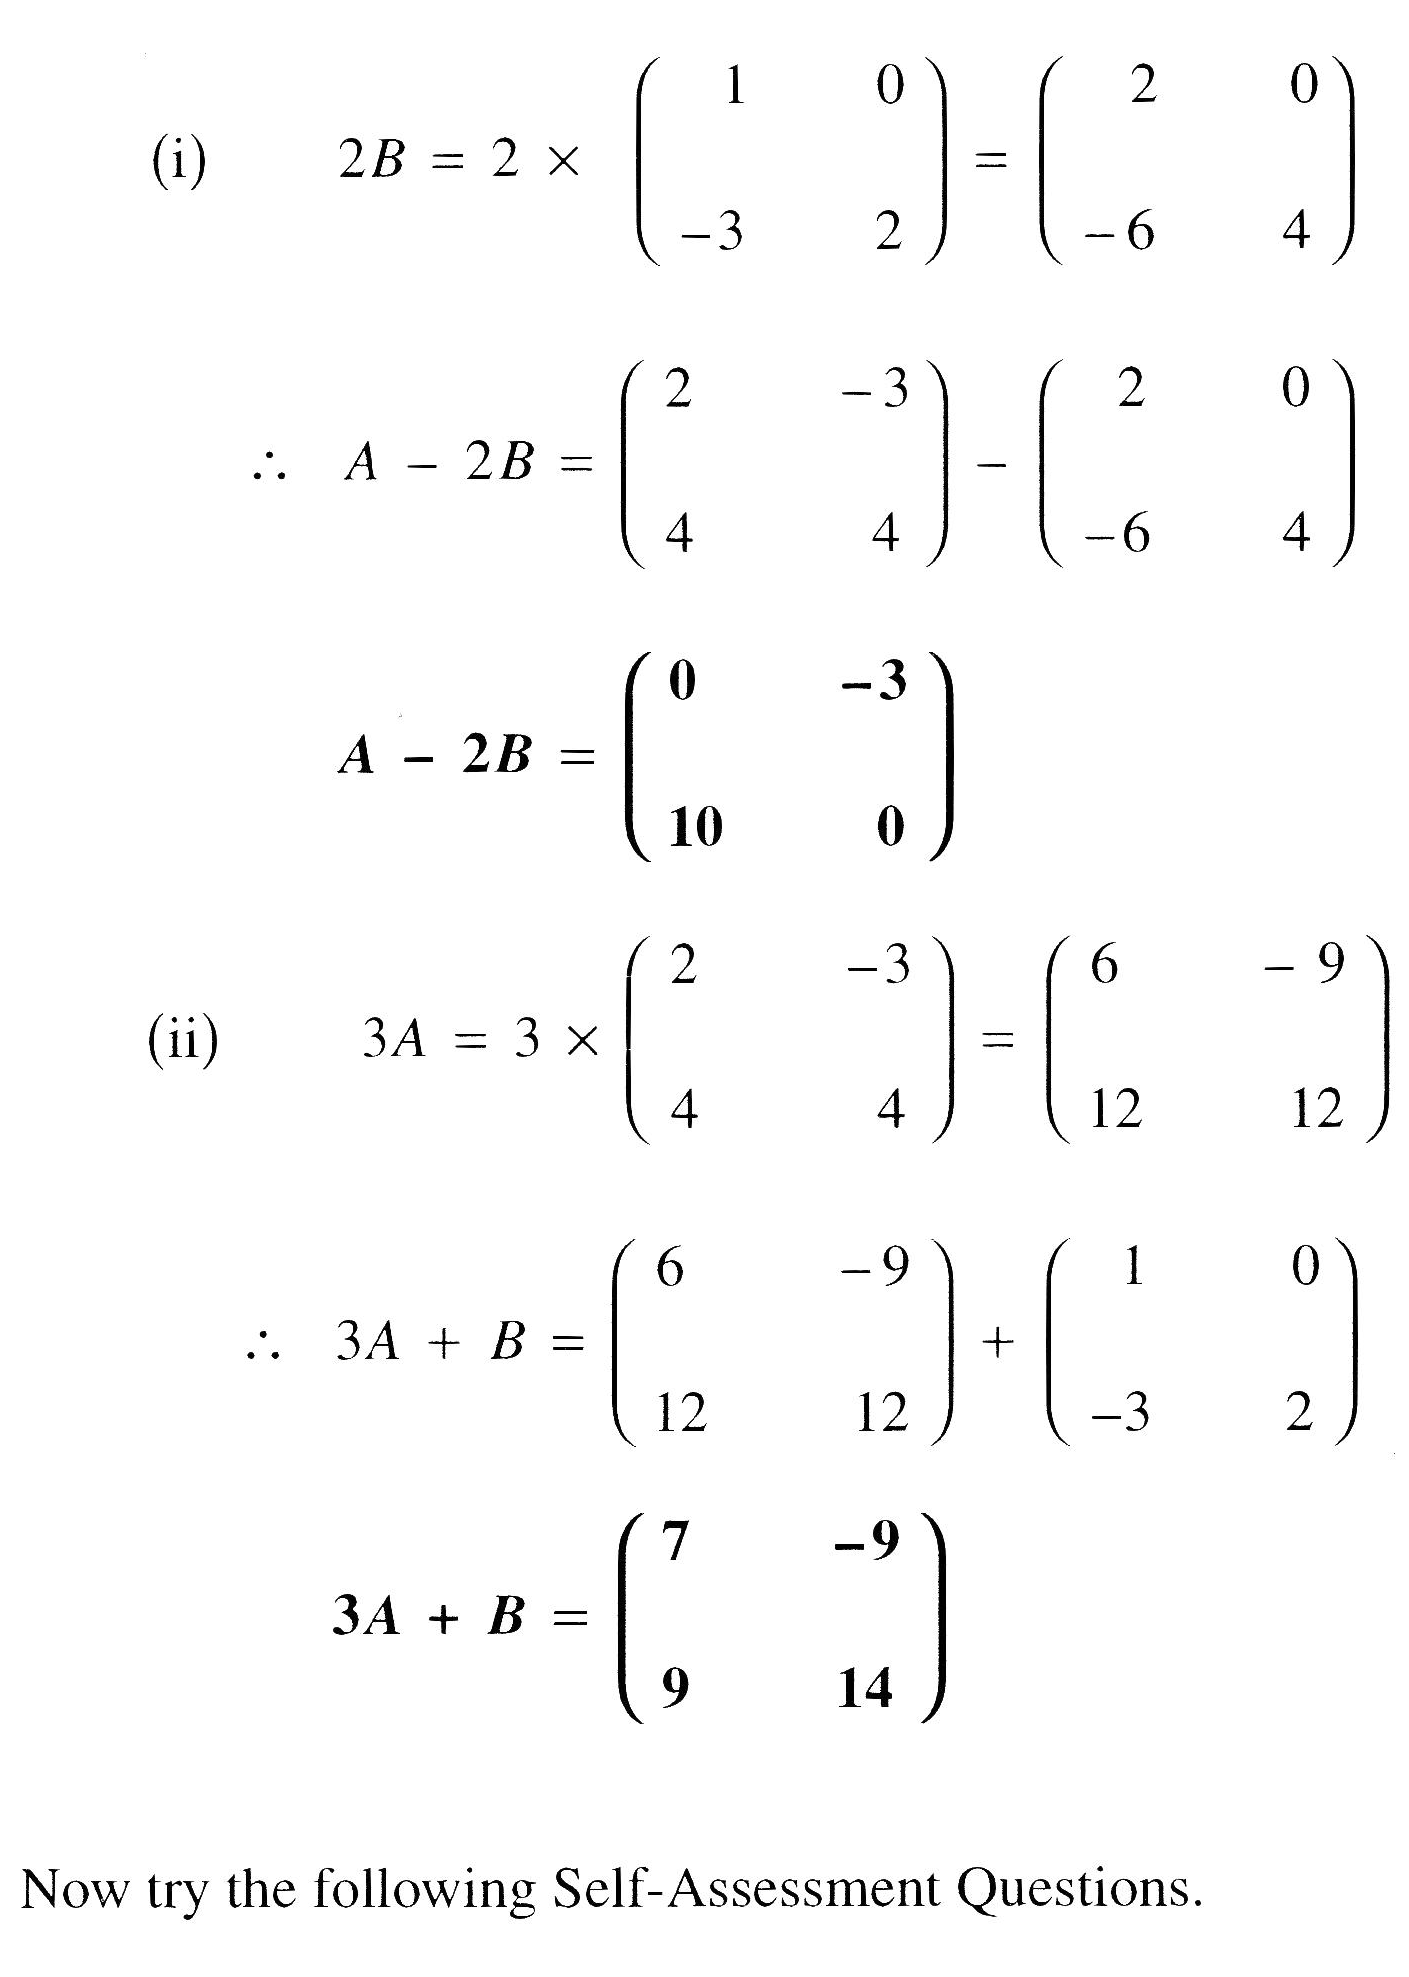 (i) 2B = 2 × ( 1 0 ) = ( 2 0 )
( −3 2 ) ( −6 4 )
∴ A − 2B = ( 2 −3 ) − ( 2 0 )
( 4 4 ) ( −6 4 )
A − 2B = ( 0 −3 )
( 10 0 )
(ii) 3A = 3 × ( 2 −3 ) = ( 6 − 9 )
( 4 4 ) ( 12 12 )
∴ 3A + B = ( 6 −9 ) + ( 1 0 )
( 12 12 ) ( −3 2 )
3A + B = ( 7 −9 )
( 9 14 )
Now try the following Self-Assessment Questions.